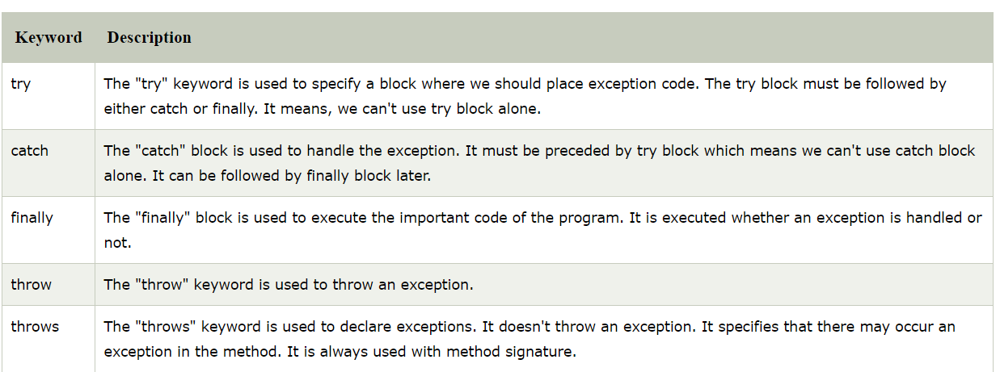 Keyword Description
try The "try" keyword is used to specify a block where we should place exception code. The try block must be followed by
either catch or finally. It means, we can't use try block alone.
catch The "catch" block is used to handle the exception. It must be preceded by try block which means we can't use catch block
alone. It can be followed by finally block later.
finally The "finally" block is used to execute the important code of the program. It is executed whether an exception is handled or
not.
throw The "throw" keyword is used to throw an exception.
throws The "throws" keyword is used to declare exceptions. It doesn't throw an exception. It specifies that there may occur an
exception in the method. It is always used with method signature.